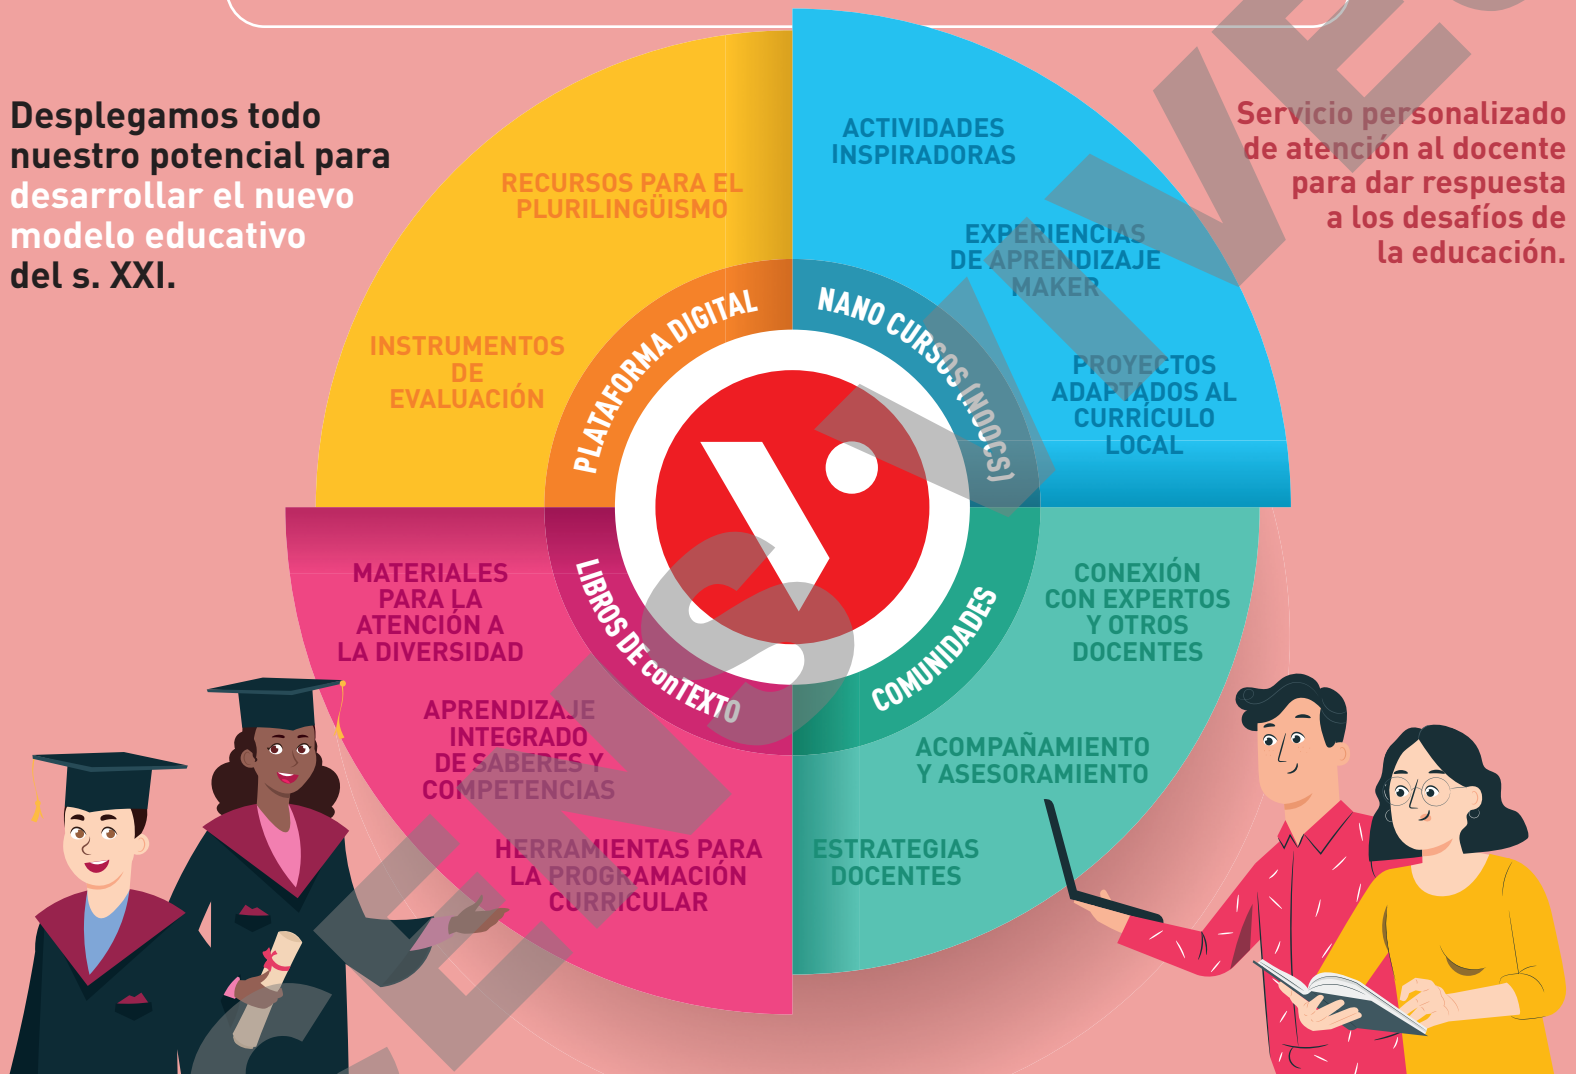 Desplegamos todo
nuestro potencial para
desarrollar el nuevo
modelo educativo
del s. XXI.
Servicio personalizado
de atención al docente
para dar respuesta
a los desafíos de
la educación.
RECURSOS PARA EL
PLURILINGÜISMO
INSTRUMENTOS
DE
EVALUACIÓN
PLATAFORMA DIGITAL
ACTIVIDADES
INSPIRADORAS
EXPERIENCIAS
DE APRENDIZAJE
MAKER
PROYECTOS
ADAPTADOS AL
CURRÍCULO
LOCAL
NANO CURSOS (NOOCS)
MATERIALES
PARA LA
ATENCIÓN A
LA DIVERSIDAD
APRENDIZAJE
INTEGRADO
DE SABERES Y
COMPETENCIAS
HERRAMIENTAS PARA
LA PROGRAMACIÓN
CURRICULAR
LIBROS DE conTEXTO
CONEXIÓN
CON EXPERTOS
Y OTROS
DOCENTES
ACOMPAÑAMIENTO
Y ASESORAMIENTO
ESTRATEGIAS
DOCENTES
COMUNIDADES